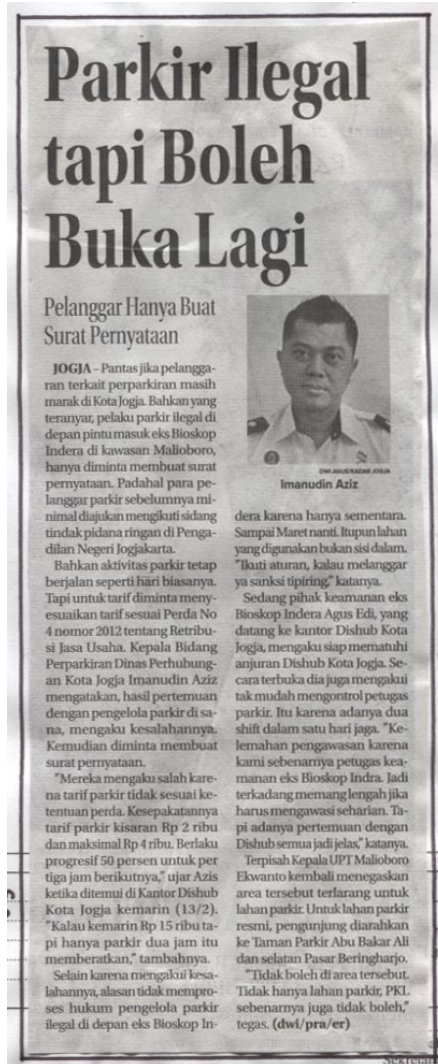 Parkir Ilegal
tapi Boleh
Buka Lagi
Pelanggar Hanya Buat
Surat Pernyataan
JOGJA – Pantas jika pelangga-
ran terkait perparkiran masih
marak di Kota Jogja. Bahkan yang
teranyar, pelaku parkir ilegal di
depan pintu masuk eks Bioskop
Indera di kawasan Malioboro,
hanya diminta membuat surat
pernyataan. Padahal para pe-
langgar parkir sebelumnya mi-
nimal diajukan mengikuti sidang
tindak pidana ringan di Penga-
dilan Negeri Jogjakarta.
Bahkan aktivitas parkir tetap
berjalan seperti hari biasanya.
Tapi untuk tarif diminta meny-
esuaikan tarif sesuai Perda No
4 nomor 2012 tentang Retribu-
si Jasa Usaha. Kepala Bidang
Perparkiran Dinas Perhubung-
an Kota Jogja Imanudin Aziz
mengatakan, hasil pertemuan
dengan pengelola parkir di sa-
na, mengaku kesalahannya.
Kemudian diminta membuat
surat pernyataan.
"Mereka mengaku salah kare-
na tarif parkir tidak sesuai ke-
tentuan perda. Kesepakatannya
tarif parkir kisaran Rp 2 ribu
dan maksimal Rp 4 ribu. Berlaku
progresif 50 persen untuk per
tiga jam berikutnya," ujar Azis
ketika ditemui di Kantor Dishub
Kota Jogja kemarin (13/2).
"Kalau kemarin Rp 15 ribu ta-
pi hanya parkir dua jam itu
memberatkan," tambahnya.
Selain karena mengakui kesa-
lahannya, alasan tidak mempro-
ses hukum pengelola parkir
ilegal di depan eks Bioskop In-
DWI AGUS/RADAR JOGJA
Imanudin Aziz
dera karena hanya sementara.
Sampai Maret nanti. Itupun lahan
yang digunakan bukan sisi dalam.
"Ikuti aturan, kalau melanggar
ya sanksi tipiring," katanya.
Sedang pihak keamanan eks
Bioskop Indera Agus Edi, yang
datang ke kantor Dishub Kota
Jogja, mengaku siap mematuhi
anjuran Dishub Kota Jogja. Se-
cara terbuka dia juga mengakui
tak mudah mengontrol petugas
parkir. Itu karena adanya dua
shift dalam satu hari jaga. "Ke-
lemahan pengawasan karena
kami sebenarnya petugas kea-
manan eks Bioskop Indra. Jadi
terkadang memang lengah jika
harus mengawasi seharian. Ta-
pi adanya pertemuan dengan
Dishub semua jadi jelas," katanya.
Terpisah Kepala UPT Malioboro
Ekwanto kembali menegaskan
area tersebut terlarang untuk
lahan parkir. Untuk lahan parkir
resmi, pengunjung diarahkan
ke Taman Parkir Abu Bakar Ali
dan selatan Pasar Beringharjo.
"Tidak boleh di area tersebut.
Tidak hanya lahan parkir, PKL
sebenarnya juga tidak boleh,"
tegas. (dwi/pra/er)